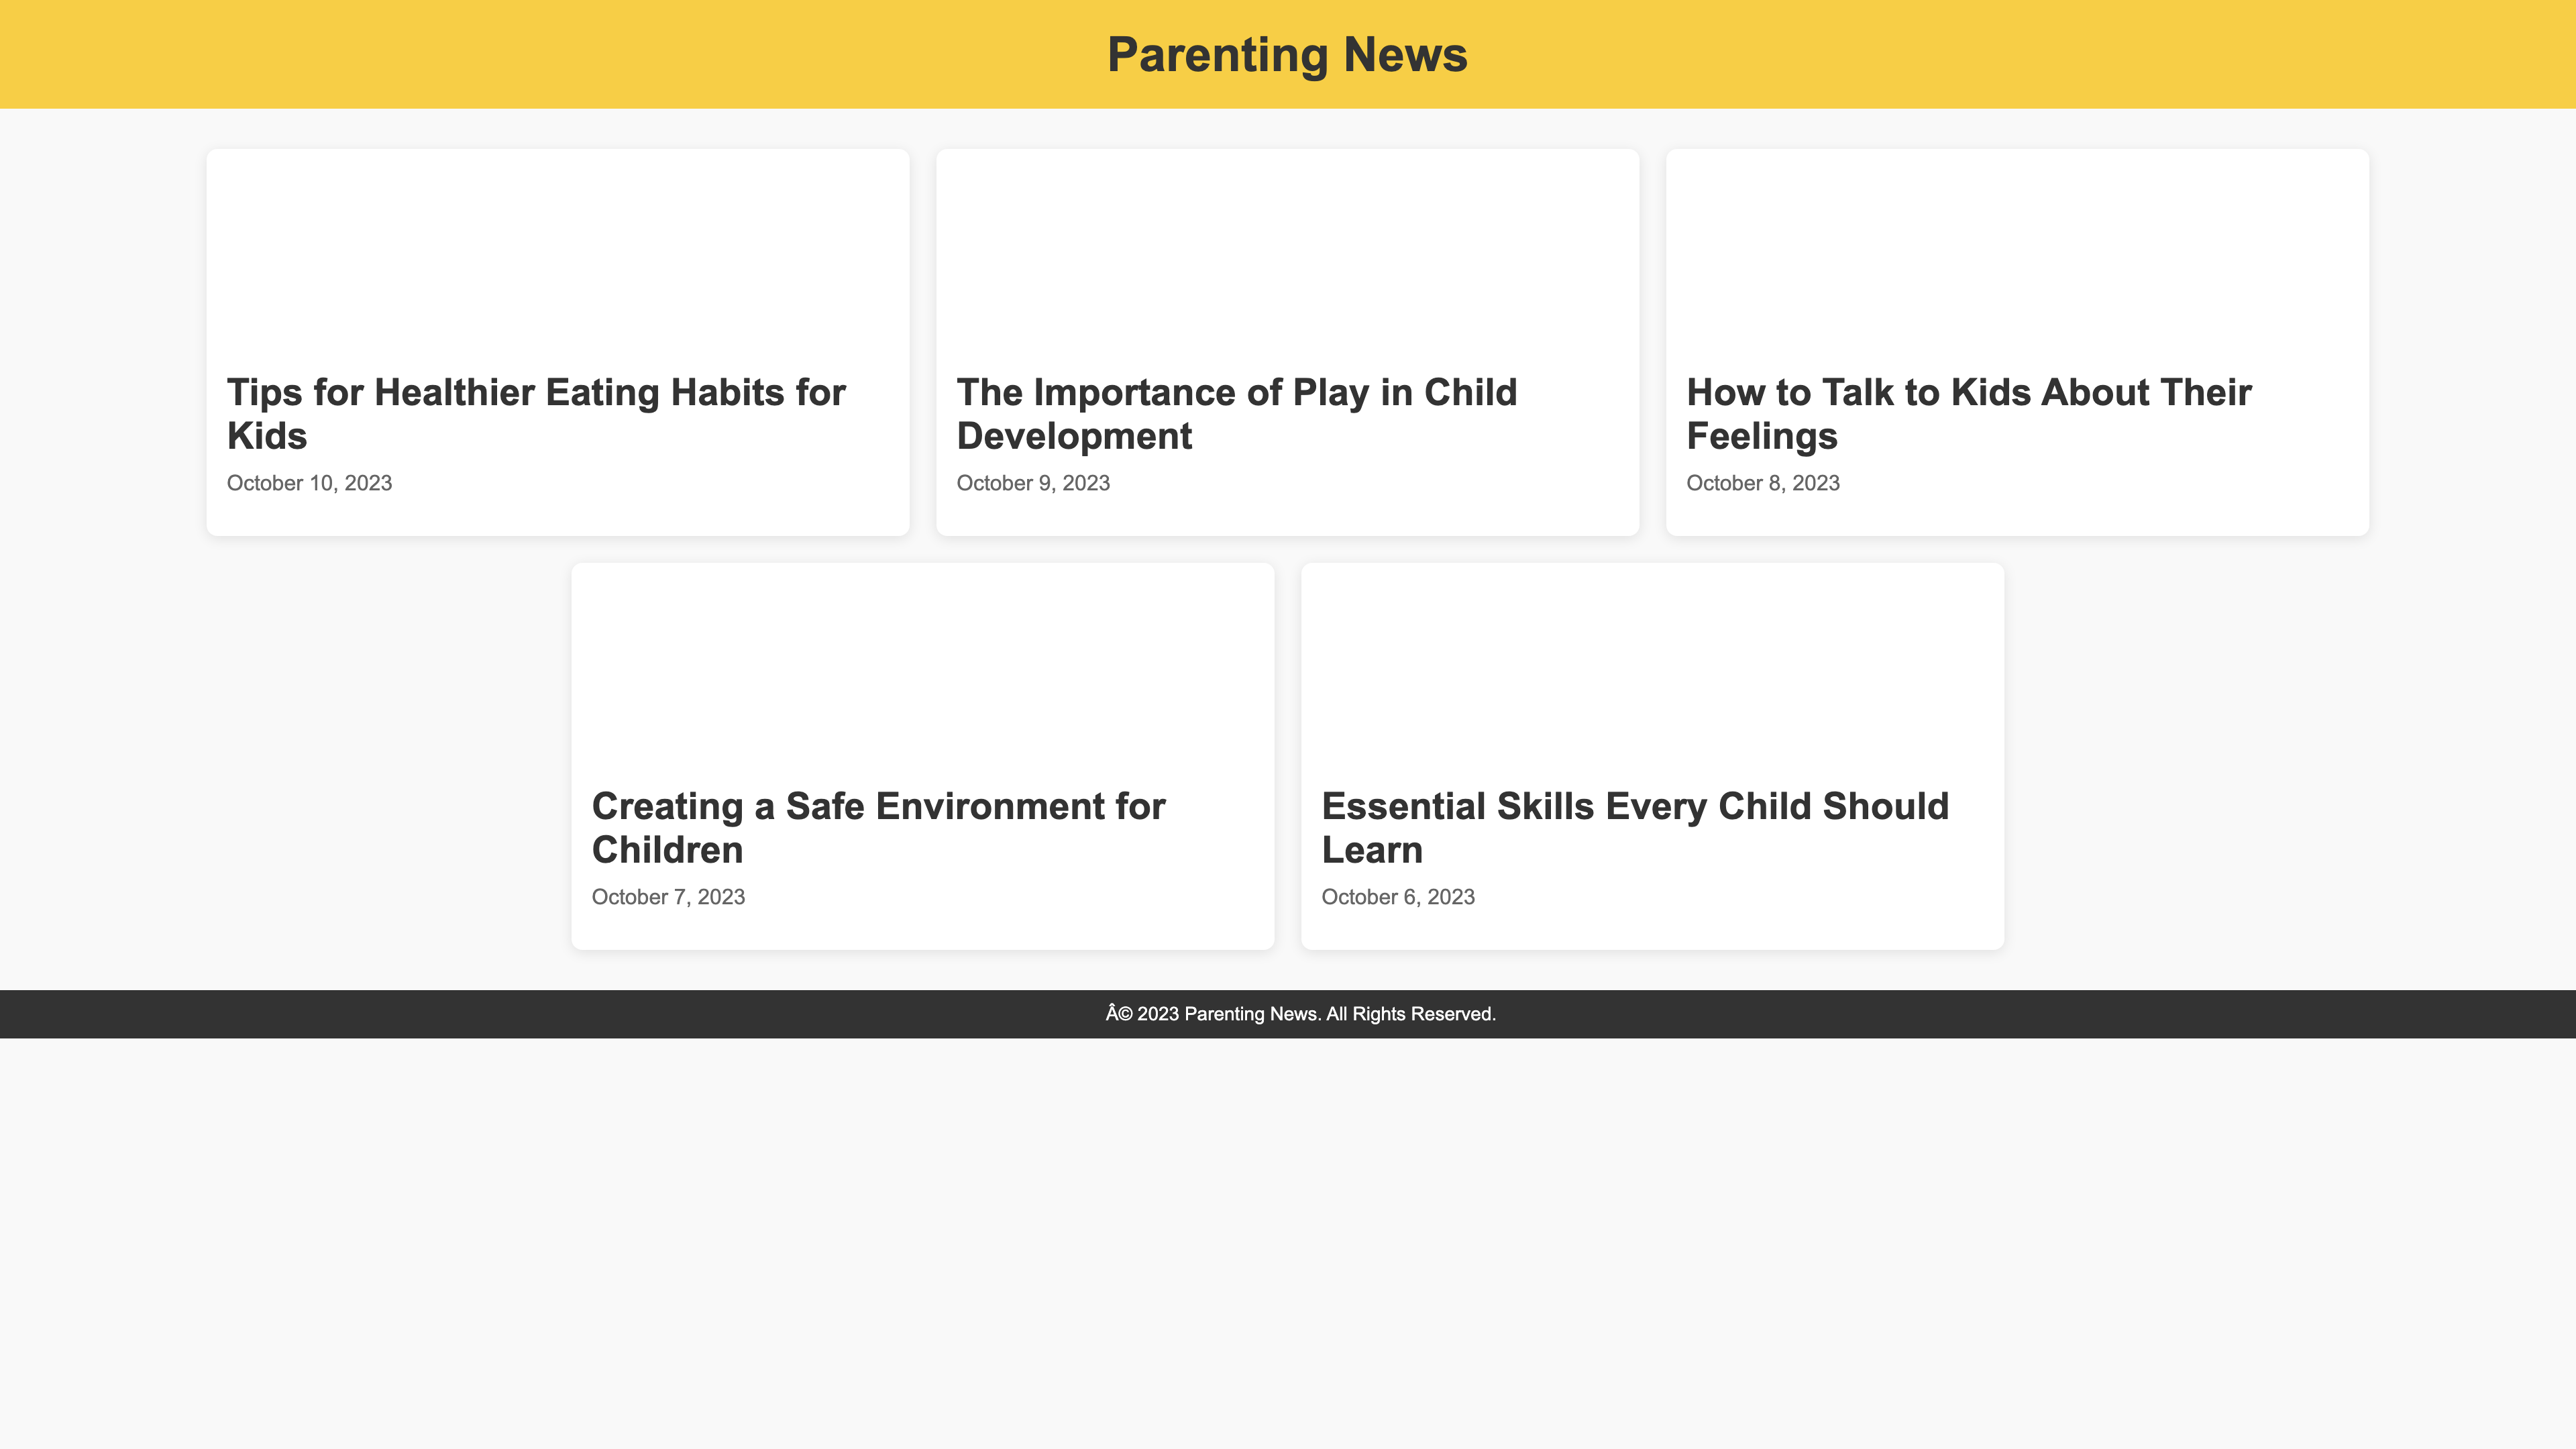 Parenting News
Tips for Healthier Eating Habits for
Kids
October 10, 2023
The Importance of Play in Child
Development
October 9, 2023
How to Talk to Kids About Their
Feelings
October 8, 2023
Creating a Safe Environment for
Children
October 7, 2023
Essential Skills Every Child Should
Learn
October 6, 2023
Â© 2023 Parenting News. All Rights Reserved.